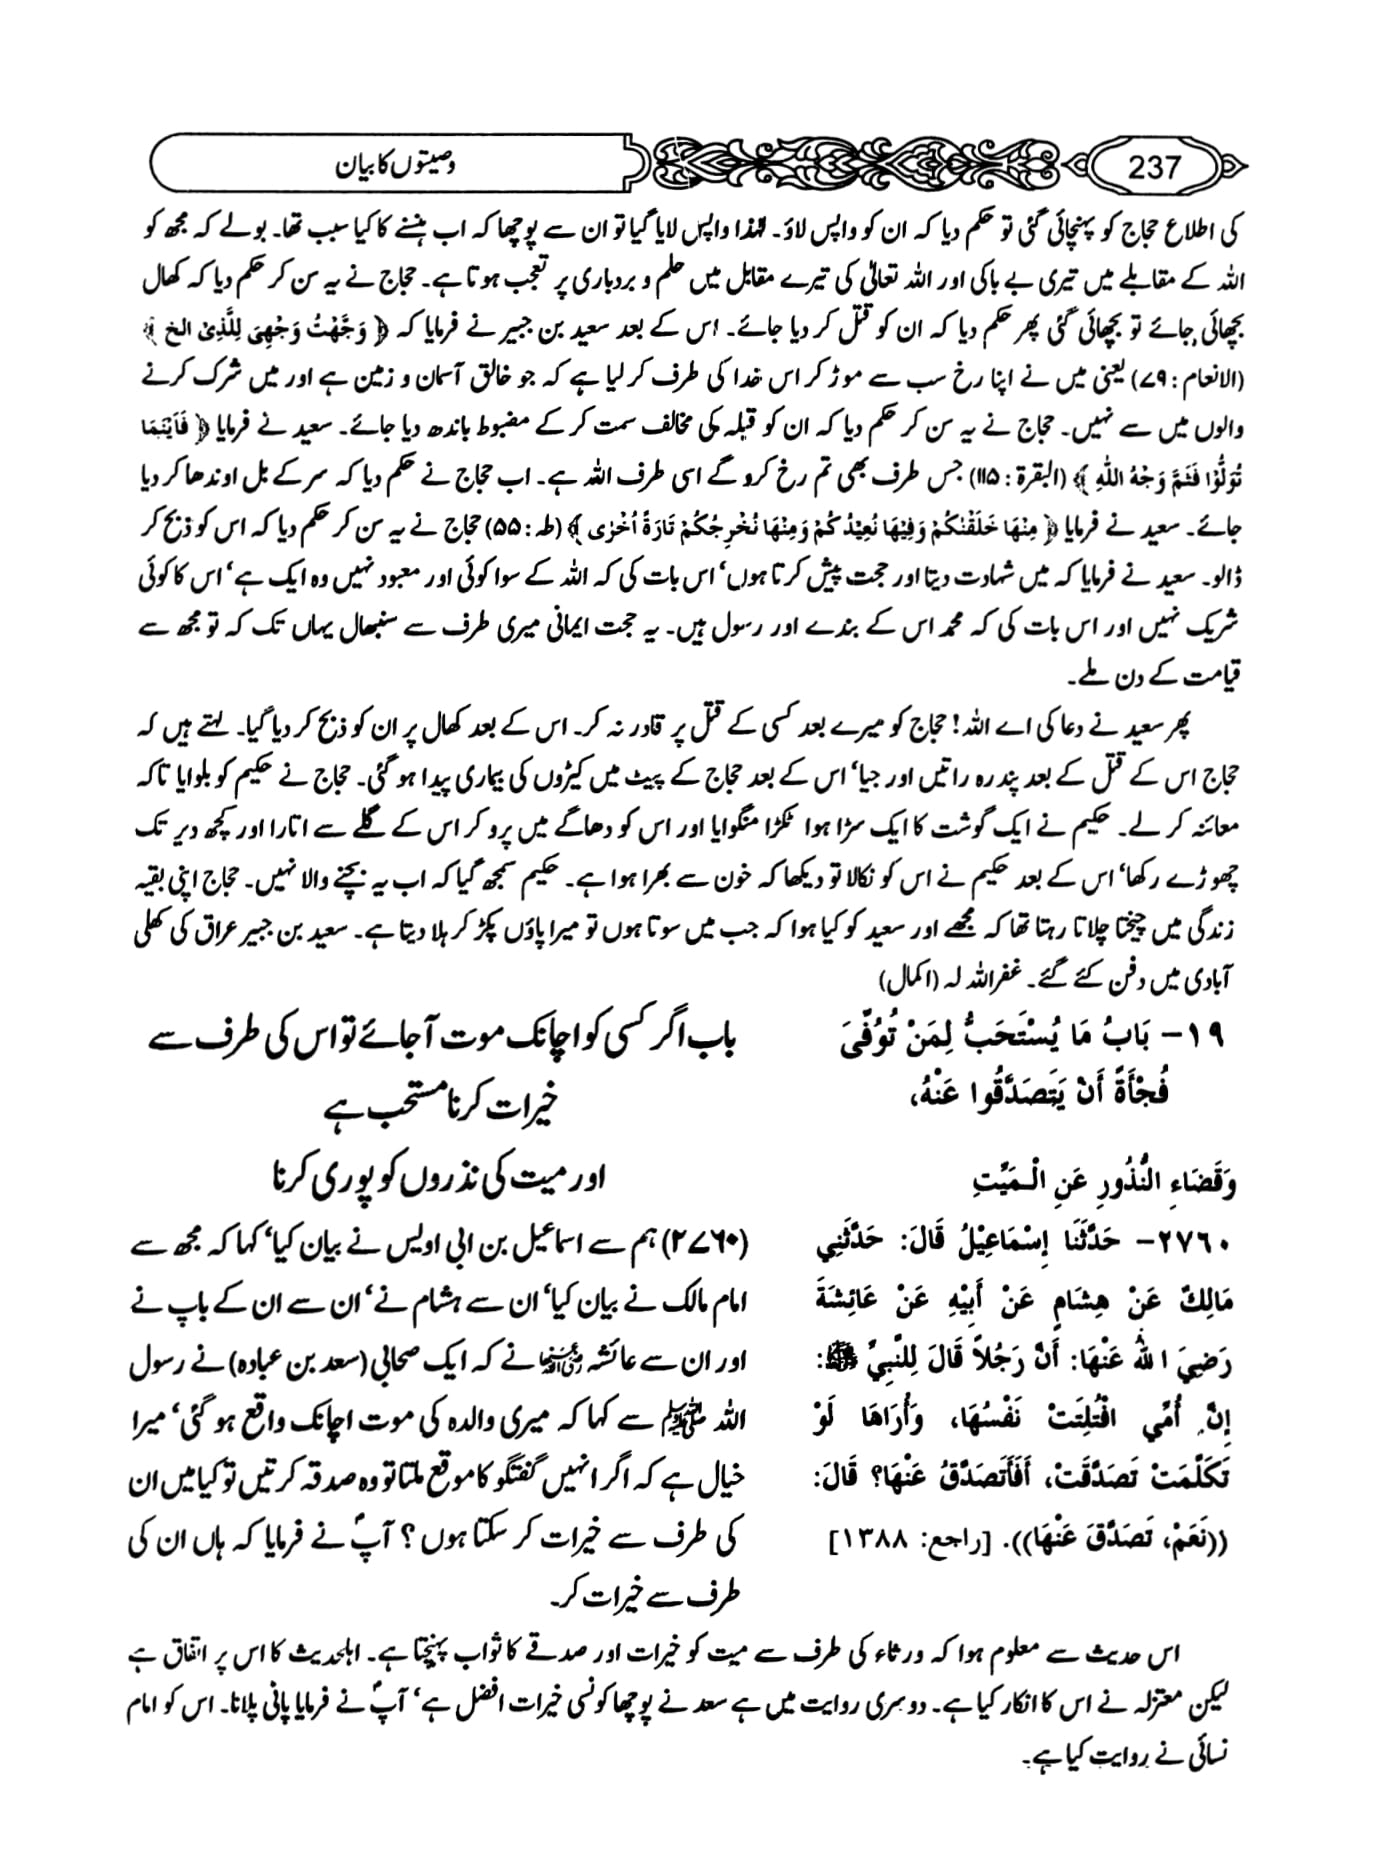 237
وصیتوں کا بیان
کی اطلاع حجاج کو پہنچائی گئی تو حکم دیا کہ ان کو واپس لاؤ۔ لہٰذا واپس لایا گیا تو ان سے پوچھا کہ اب ہنسنے کا کیا سبب تھا۔ بولے کہ مجھ کو
اللہ کے مقابلے میں تیری بے باکی اور اللہ تعالیٰ کی تیرے مقابل میں حلم و بردباری پر تعجب ہوتا ہے۔ حجاج نے یہ سن کر حکم دیا کہ کھال
بچھائی جائے تو بچھائی گئی پھر حکم دیا کہ ان کو قتل کر دیا جائے۔ اس کے بعد سعید بن جبیر نے فرمایا کہ ﴿ وَجَّهْتُ وَجْهِيَ لِلَّذِىْ الخ ﴾
(الانعام : ۷۹) یعنی میں نے اپنا رخ سب سے موڑ کر اس خدا کی طرف کر لیا ہے کہ جو خالق آسمان و زمین ہے اور میں شرک کرنے
والوں میں سے نہیں۔ حجاج نے یہ سن کر حکم دیا کہ ان کو قبلہ کی مخالف سمت کر کے مضبوط باندھ دیا جائے۔ سعید نے فرمایا ﴿ فَاَيْنَمَا
تُوَلُّوْا فَثَمَّ وَجْهُ اللهِ ﴾ (البقرۃ : ۱۱۵) جس طرف بھی تم رخ کرو گے اسی طرف اللہ ہے۔ اب حجاج نے حکم دیا کہ سر کے بل اوندھا کر دیا
جائے۔ سعید نے فرمایا ﴿ مِنْهَا خَلَقْنٰكُمْ وَفِيْهَا نُعِيْدُكُمْ وَمِنْهَا نُخْرِجُكُمْ تَارَةً اُخْرٰى ﴾ (طہ : ۵۵) حجاج نے یہ سن کر حکم دیا کہ اس کو ذبح کر
ڈالو۔ سعید نے فرمایا کہ میں شہادت دیتا اور حجت پیش کرتا ہوں‘ اس بات کی کہ اللہ کے سوا کوئی اور معبود نہیں وہ ایک ہے‘ اس کا کوئی
شریک نہیں اور اس بات کی کہ محمد اس کے بندے اور رسول ہیں۔ یہ حجت ایمانی میری طرف سے سنبھال یہاں تک کہ تو مجھ سے
قیامت کے دن ملے۔
پھر سعید نے دعا کی اے اللہ! حجاج کو میرے بعد کسی کے قتل پر قادر نہ کر۔ اس کے بعد کھال پر ان کو ذبح کر دیا گیا۔ کہتے ہیں کہ
حجاج اس کے قتل کے بعد پندرہ راتیں اور جیا‘ اس کے بعد حجاج کے پیٹ میں کیڑوں کی بیماری پیدا ہو گئی۔ حجاج نے حکیم کو بلوایا تاکہ
معائنہ کر لے۔ حکیم نے ایک گوشت کا ایک سڑا ہوا ٹکڑا منگوایا اور اس کو دھاگے میں پرو کر اس کے گلے سے اتارا اور کچھ دیر تک
چھوڑے رکھا‘ اس کے بعد حکیم نے اس کو نکالا تو دیکھا کہ خون سے بھرا ہوا ہے۔ حکیم سمجھ گیا کہ اب یہ بچنے والا نہیں۔ حجاج اپنی بقیہ
زندگی میں چیختا چلاتا رہتا تھا کہ مجھے اور سعید کو کیا ہوا کہ جب میں سوتا ہوں تو میرا پاؤں پکڑ کر ہلا دیتا ہے۔ سعید بن جبیر عراق کی کھلی
آبادی میں دفن کئے گئے۔ غفر اللہ لہ (اکمال)
١٩- بَابُ مَا يُسْتَحَبُّ لِمَنْ تُوُفِّىَ
فُجْأَةً أَنْ يَتَصَدَّقُوا عَنْهُ،
وَقَضَاءِ النُّذُورِ عَنِ الْـمَيِّتِ
٢٧٦٠- حَدَّثَنَا إِسْمَاعِيْلُ قَالَ: حَدَّثَنِي
مَالِكٌ عَنْ هِشَامٍ عَنْ أَبِيْهِ عَنْ عَائِشَةَ
رَضِيَ اللهُ عَنْهَا: أَنَّ رَجُلاً قَالَ لِلنَّبِيِّ ﷺ:
إِنَّ أُمِّي افْتُلِتَتْ نَفْسُهَا، وَأُرَاهَا لَوْ
تَكَلَّمَتْ تَصَدَّقَتْ، أَفَأَتَصَدَّقُ عَنْهَا؟ قَالَ:
((نَعَمْ، تَصَدَّقَ عَنْهَا)). [راجع: ١٣٨٨]
باب اگر کسی کو اچانک موت آ جائے تو اس کی طرف سے
خیرات کرنا مستحب ہے
اور میت کی نذروں کو پوری کرنا
(۲۷۶۰) ہم سے اسماعیل بن ابی اویس نے بیان کیا‘ کہا کہ مجھ سے
امام مالک نے بیان کیا‘ ان سے ہشام نے‘ ان سے ان کے باپ نے
اور ان سے عائشہ رضی اللہ عنہا نے کہ ایک صحابی (سعد بن عبادہ) نے رسول
اللہ ﷺ سے کہا کہ میری والدہ کی موت اچانک واقع ہو گئی‘ میرا
خیال ہے کہ اگر انہیں گفتگو کا موقع ملتا تو وہ صدقہ کرتیں تو کیا میں ان
کی طرف سے خیرات کر سکتا ہوں؟ آپؐ نے فرمایا کہ ہاں ان کی
طرف سے خیرات کر۔
اس حدیث سے معلوم ہوا کہ ورثاء کی طرف سے میت کو خیرات اور صدقے کا ثواب پہنچتا ہے۔ اہلحدیث کا اس پر اتفاق ہے
لیکن معتزلہ نے اس کا انکار کیا ہے۔ دوسری روایت میں ہے سعد نے پوچھا کونسی خیرات افضل ہے‘ آپؐ نے فرمایا پانی پلانا۔ اس کو امام
نسائی نے روایت کیا ہے۔